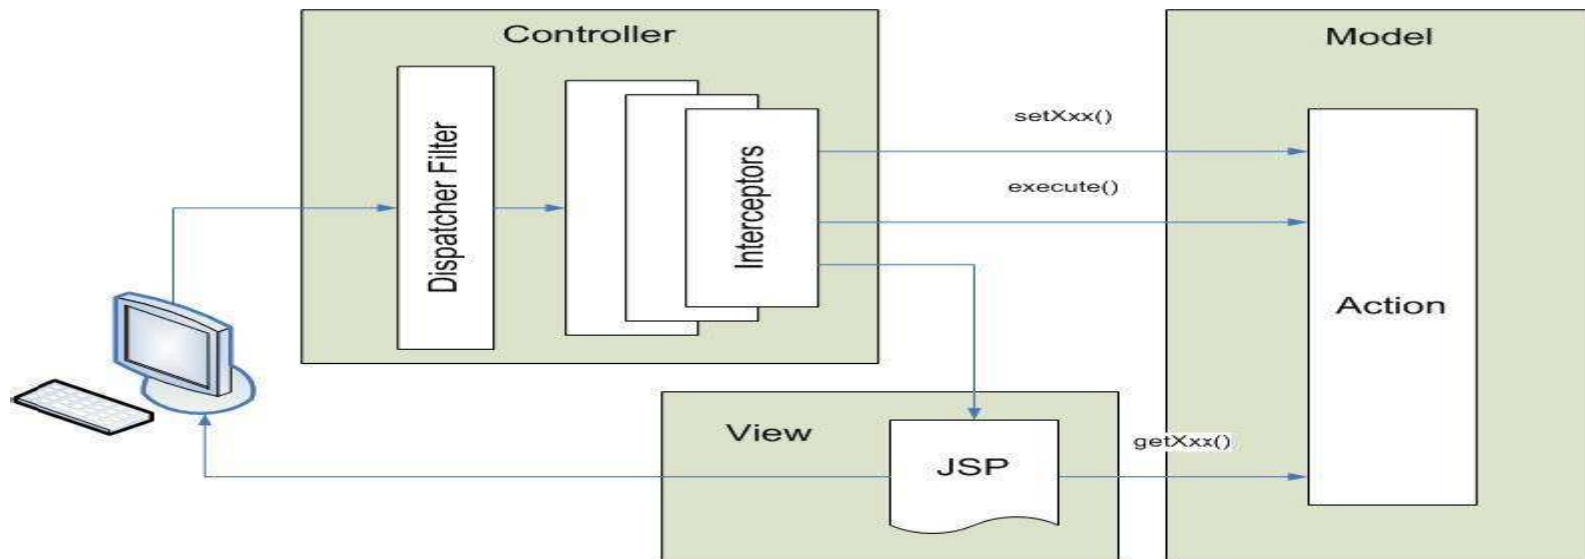 Controller
Model
Dispatcher Filter
Interceptors
setXxx()
execute()
Action
View
JSP
getXxx()